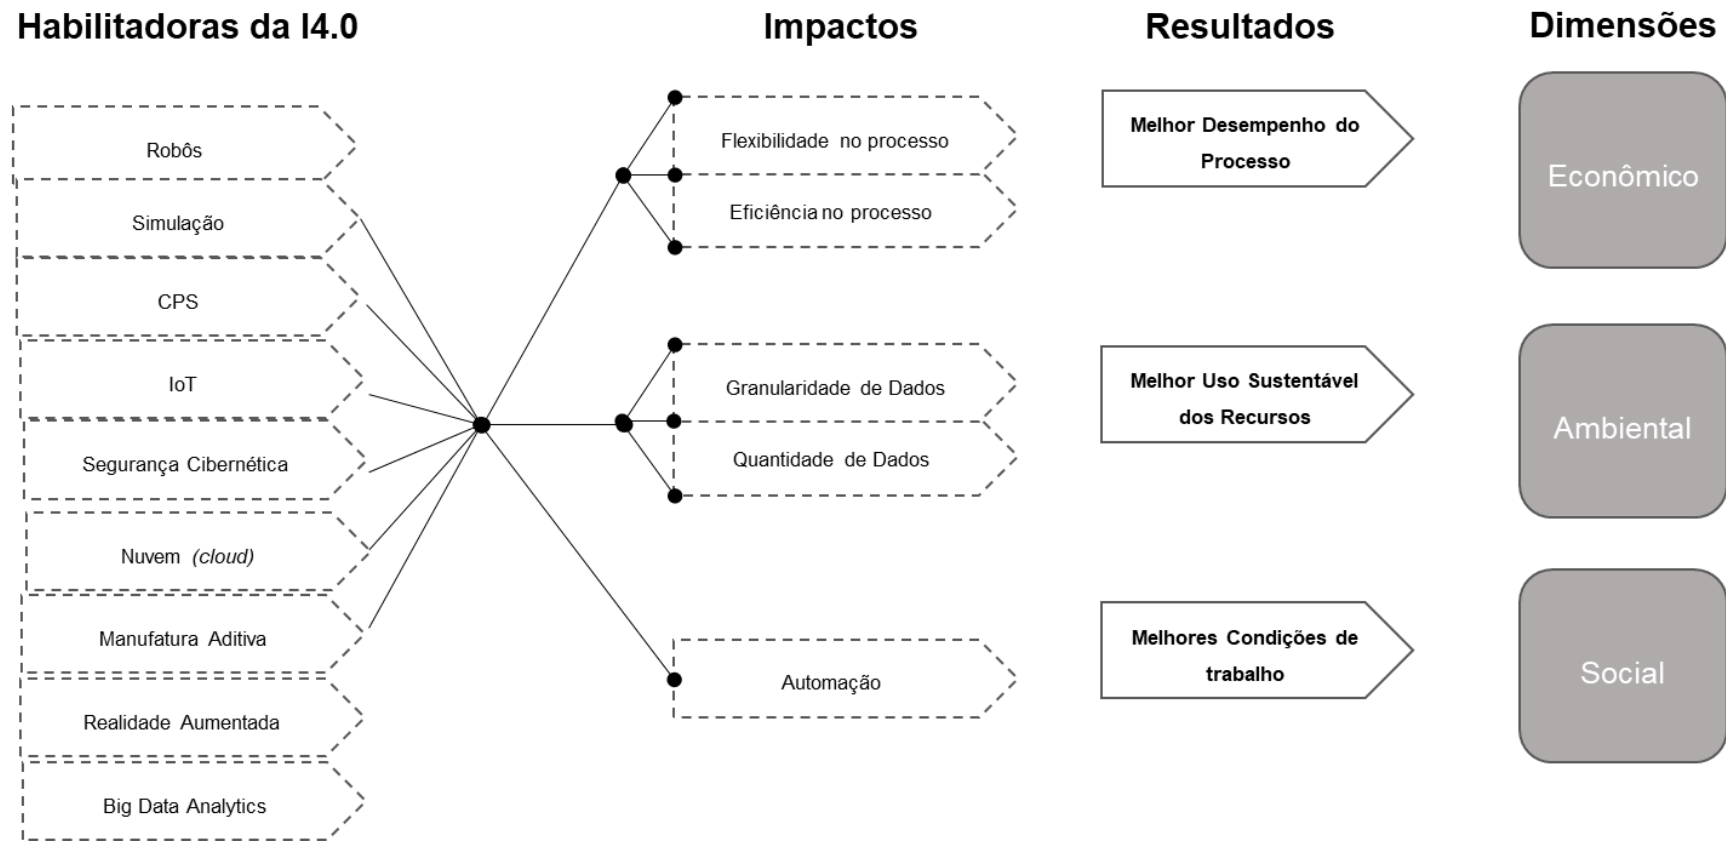 Habilitadoras da I4.0
Impactos
Resultados
Dimensões
Robôs
Simulação
CPS
IoT
Segurança Cibernética
Nuvem (cloud)
Manufatura Aditiva
Realidade Aumentada
Big Data Analytics
Flexibilidade no processo
Eficiência no processo
Granularidade de Dados
Quantidade de Dados
Automação
Melhor Desempenho do
Processo
Melhor Uso Sustentável
dos Recursos
Melhores Condições de
trabalho
Econômico
Ambiental
Social